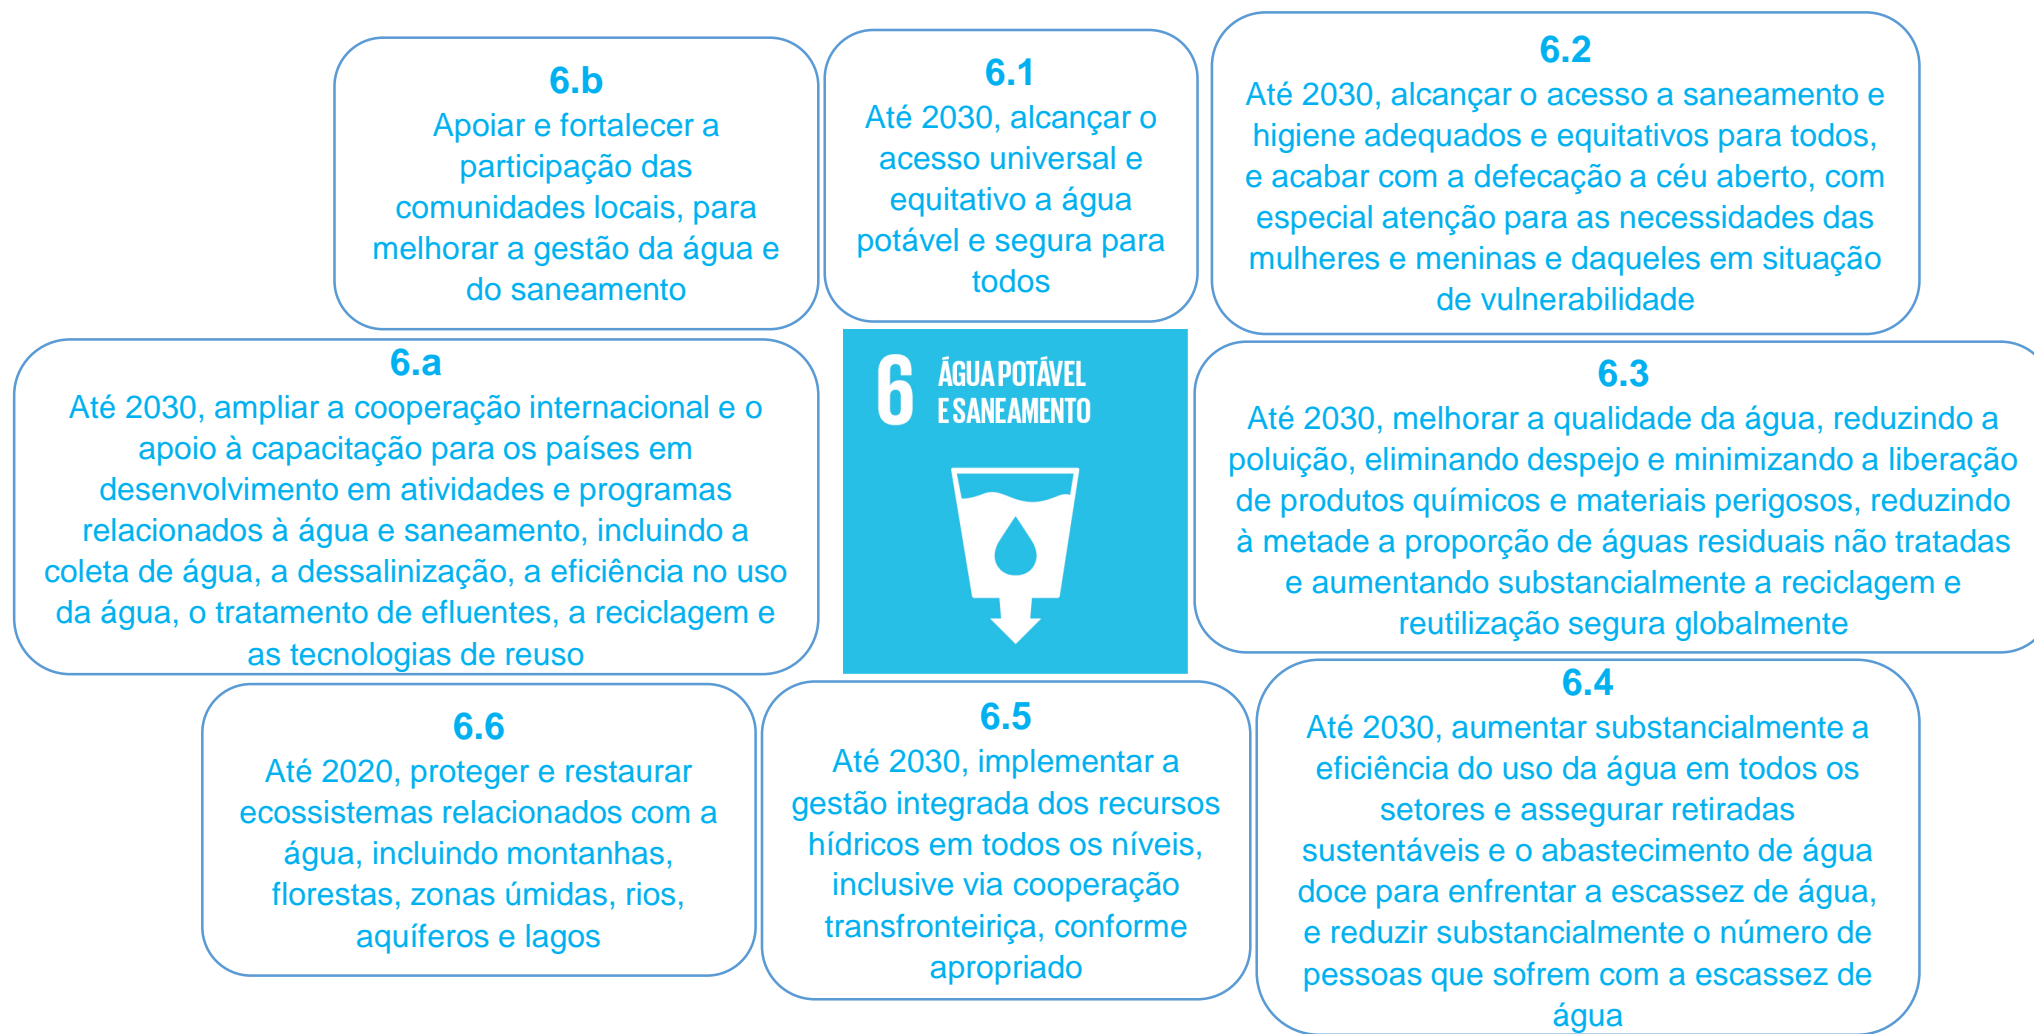 6.b
Apoiar e fortalecer a
participação das
comunidades locais, para
melhorar a gestão da água e
do saneamento
6.1
Até 2030, alcançar o
acesso universal e
equitativo a água
potável e segura para
todos
6.2
Até 2030, alcançar o acesso a saneamento e
higiene adequados e equitativos para todos,
e acabar com a defecação a céu aberto, com
especial atenção para as necessidades das
mulheres e meninas e daqueles em situação
de vulnerabilidade
6.a
Até 2030, ampliar a cooperação internacional e o
apoio à capacitação para os países em
desenvolvimento em atividades e programas
relacionados à água e saneamento, incluindo a
coleta de água, a dessalinização, a eficiência no uso
da água, o tratamento de efluentes, a reciclagem e
as tecnologias de reuso
6 ÁGUA POTÁVEL
E SANEAMENTO
6.3
Até 2030, melhorar a qualidade da água, reduzindo a
poluição, eliminando despejo e minimizando a liberação
de produtos químicos e materiais perigosos, reduzindo
à metade a proporção de águas residuais não tratadas
e aumentando substancialmente a reciclagem e
reutilização segura globalmente
6.6
Até 2020, proteger e restaurar
ecossistemas relacionados com a
água, incluindo montanhas,
florestas, zonas úmidas, rios,
aquíferos e lagos
6.5
Até 2030, implementar a
gestão integrada dos recursos
hídricos em todos os níveis,
inclusive via cooperação
transfronteiriça, conforme
apropriado
6.4
Até 2030, aumentar substancialmente a
eficiência do uso da água em todos os
setores e assegurar retiradas
sustentáveis e o abastecimento de água
doce para enfrentar a escassez de água,
e reduzir substancialmente o número de
pessoas que sofrem com a escassez de
água